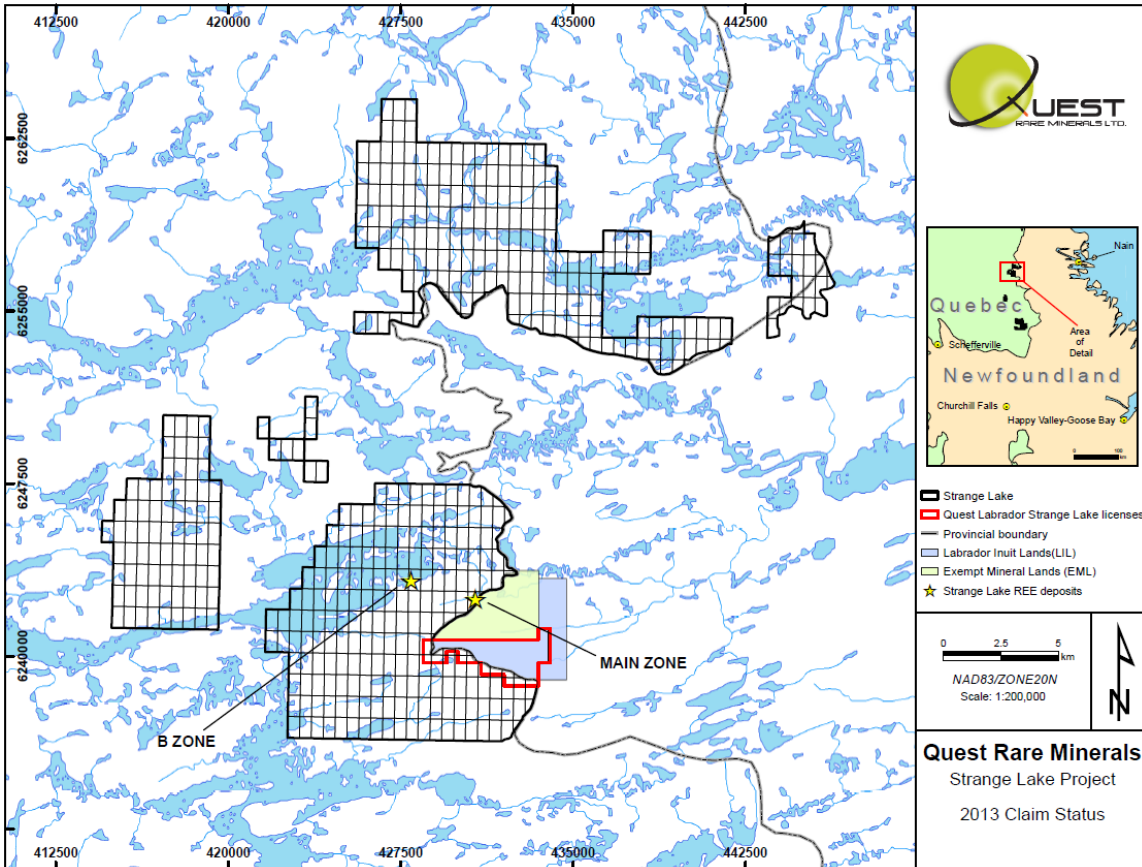 412500 420000 427500 435000 442500
6262500
6255000
6247500
6240000
B ZONE
MAIN ZONE
412500 420000 427500 435000 442500
QUEST
RARE MINERALS LTD.
Nain
Quebec
Area
of
Detail
Schefferville
Newfoundland
Churchill Falls
Happy Valley-Goose Bay
0 100
km
Strange Lake
Quest Labrador Strange Lake licenses
Provincial boundary
Labrador Inuit Lands(LIL)
Exempt Mineral Lands (EML)
Strange Lake REE deposits
0 2.5 5
km
NAD83/ZONE20N
Scale: 1:200,000
N
Quest Rare Minerals
Strange Lake Project
2013 Claim Status